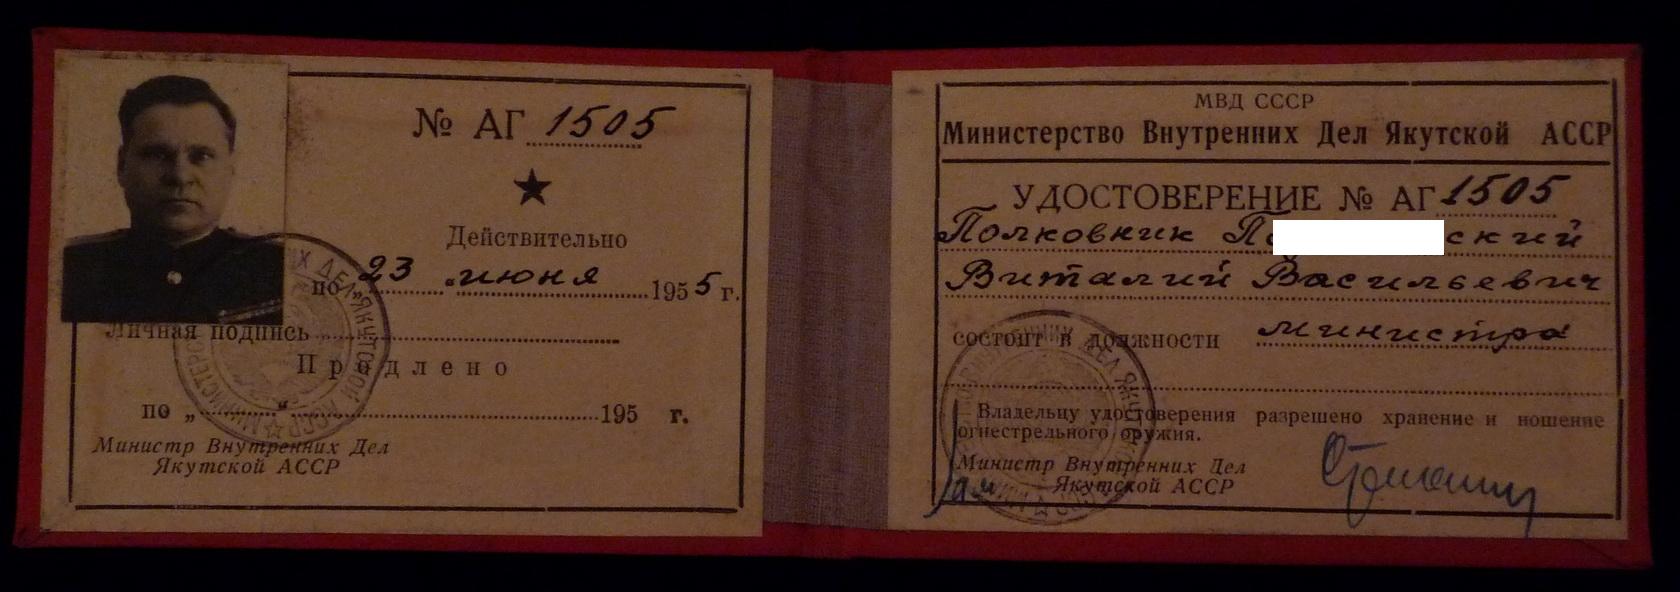 № АГ 1505
Действительно
по 23 „июня 1955 г.
Личная подпись
Продлено
по „ “ 195 г.
Министр Внутренних Дел
Якутской АССР
МВД СССР
Министерство Внутренних Дел Якутской АССР
УДОСТОВЕРЕНИЕ № АГ 1505
Полковник По ский
Виталий Васильевич
состоит в должности министра
Владельцу удостоверения разрешено хранение и ношение
огнестрельного оружия.
Министр Внутренних Дел
Якутской АССР